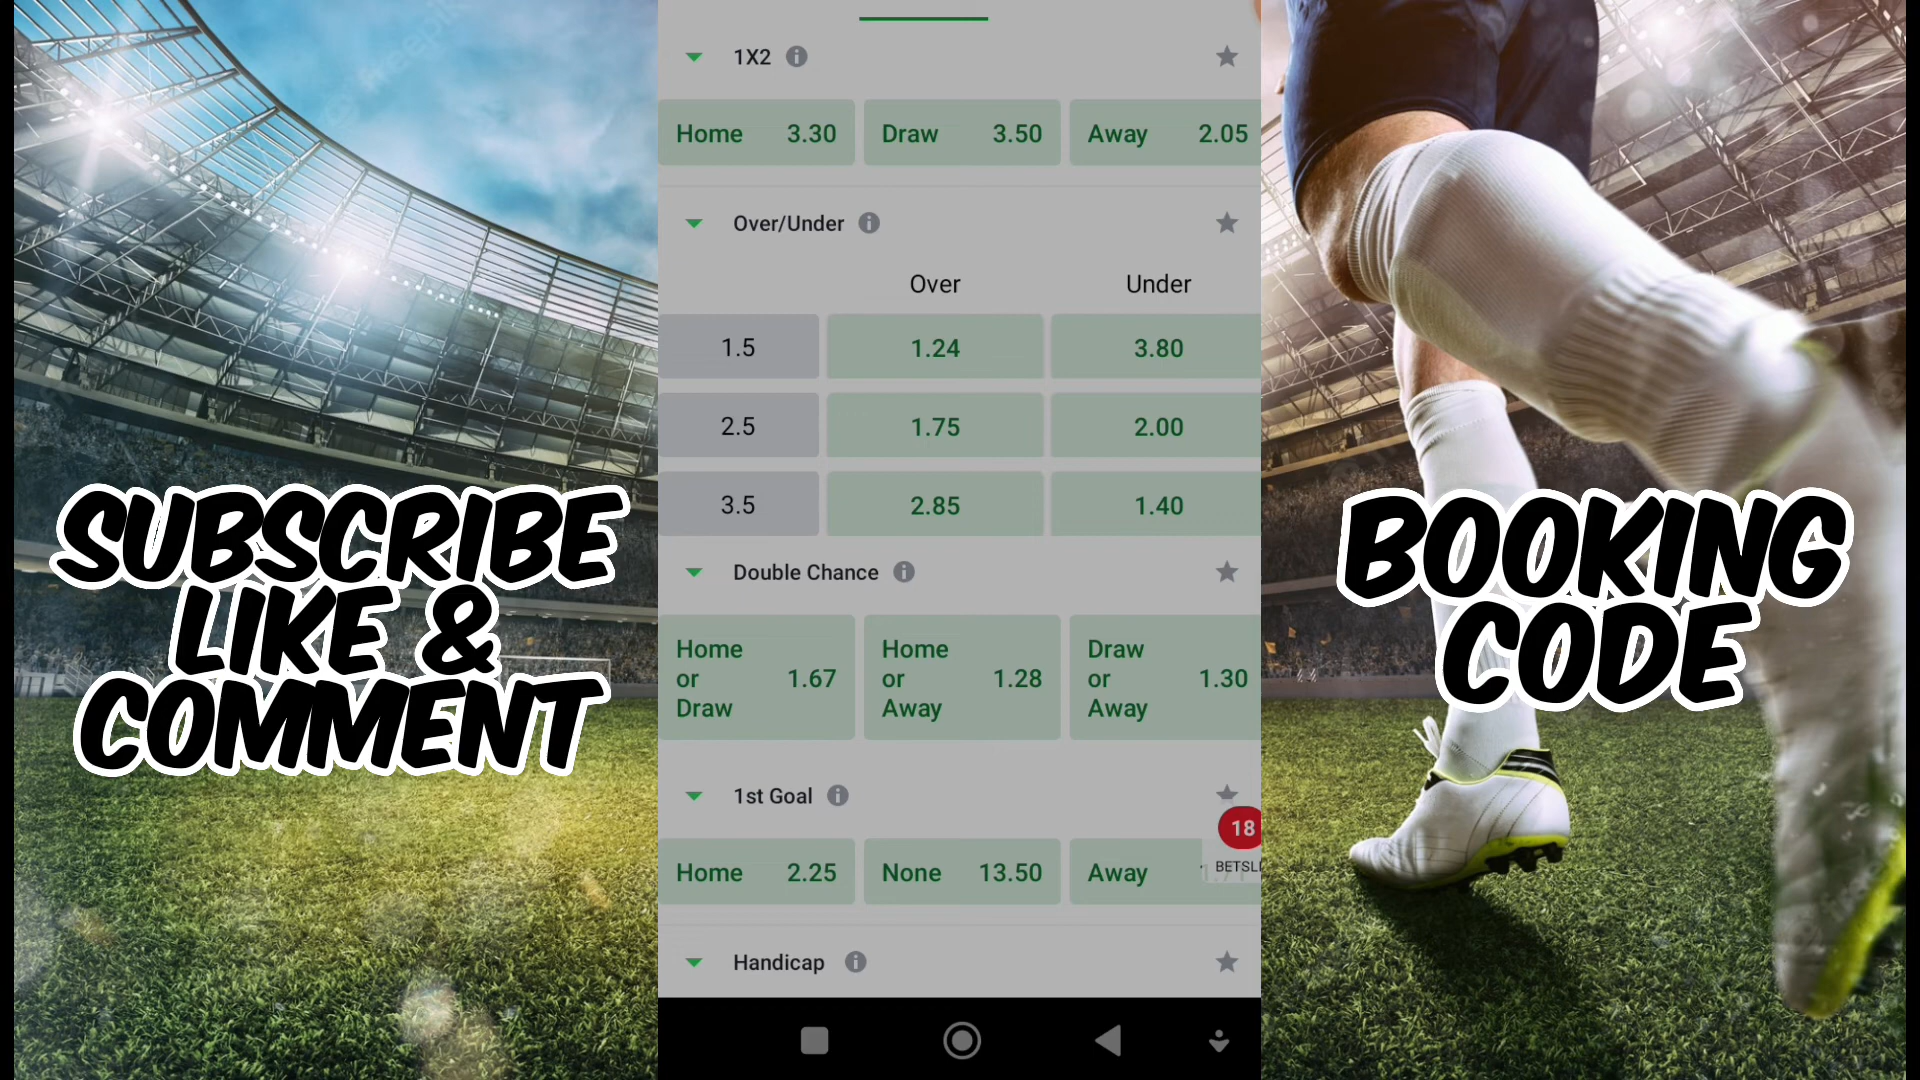 1X2
Home 3.30 Draw 3.50 Away 2.05
Over/Under
Over Under
1.5 1.24 3.80
2.5 1.75 2.00
3.5 2.85 1.40
Double Chance
Home or Draw 1.67 Home or Away 1.28 Draw or Away 1.30
1st Goal
18
Home 2.25 None 13.50 Away
Handicap
SUBSCRIBE
LIKE &
COMMENT
BOOKING
CODE